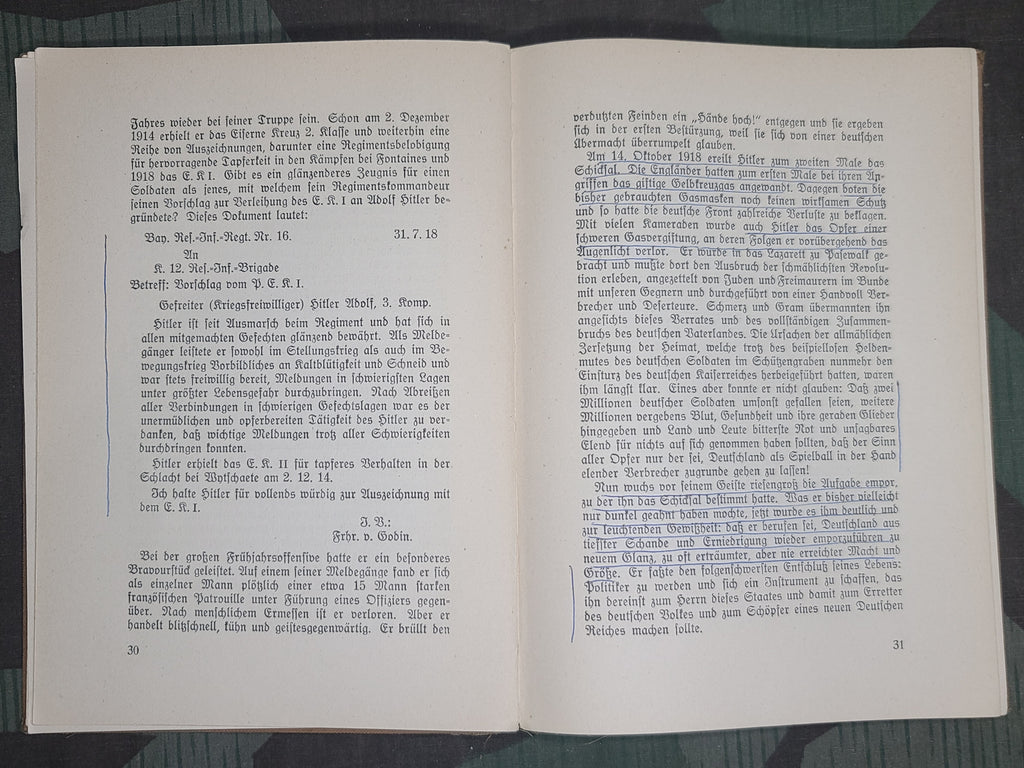 Jahres wieder bei seiner Truppe sein. Schon am 2. Dezember
1914 erhielt er das Eiserne Kreuz 2. Klasse und weiterhin eine
Reihe von Auszeichnungen, darunter eine Regimentsbelobigung
für hervorragende Tapferkeit in den Kämpfen bei Fontaines und
1918 das E. K I. Gibt es ein glänzenderes Zeugnis für einen
Soldaten als jenes, mit welchem sein Regimentskommandeur
seinen Vorschlag zur Verleihung des E. K I an Adolf Hitler be-
gründete? Dieses Dokument lautet:
Bay. Res.-Inf.-Regt. Nr. 16. 31. 7. 18
An
K. 12. Res.-Inf.-Brigade
Betreff: Vorschlag vom P. E. K I.
Gefreiter (Kriegsfreiwilliger) Hitler Adolf, 3. Komp.
Hitler ist seit Ausmarsch beim Regiment und hat sich in
allen mitgemachten Gefechten glänzend bewährt. Als Melde-
gänger leistete er sowohl im Stellungskrieg als auch im Be-
wegungskrieg Vorbildliches an Kaltblütigkeit und Schneid und
war stets freiwillig bereit, Meldungen in schwierigsten Lagen
unter größter Lebensgefahr durchzubringen. Nach Abreißen
aller Verbindungen in schwierigen Gefechtslagen war es der
unermüdlichen und opferbereiten Tätigkeit des Hitler zu ver-
danken, daß wichtige Meldungen trotz aller Schwierigkeiten
durchbringen konnten.
Hitler erhielt das E. K. II für tapferes Verhalten in der
Schlacht bei Wytschaete am 2. 12. 14.
Ich halte Hitler für vollends würdig zur Auszeichnung mit
dem E. K I.
I. V.:
Frhr. v. Godin.
Bei der großen Frühjahrsoffensive hatte er ein besonderes
Bravourstück geleistet. Auf einem seiner Meldegänge fand er sich
als einzelner Mann plötzlich einer etwa 15 Mann starken
französischen Patrouille unter Führung eines Offiziers gegen-
über. Nach menschlichem Ermessen ist er verloren. Aber er
handelt blitzschnell, kühn und geistesgegenwärtig. Er brüllt den
30
verdutzten Feinden ein „Hände hoch!" entgegen und sie ergeben
sich in der ersten Bestürzung, weil sie sich von einer deutschen
Übermacht überrumpelt glauben.
Am 14. Oktober 1918 ereilt Hitler zum zweiten Male das
Schicksal. Die Engländer hatten zum ersten Male bei ihren An-
griffen das giftige Gelbkreuzgas angewandt. Dagegen boten die
bisher gebrauchten Gasmasken noch keinen wirksamen Schutz
und so hatte die deutsche Front zahlreiche Verluste zu beklagen.
Mit vielen Kameraden wurde auch Hitler das Opfer einer
schweren Gasvergiftung, an deren Folgen er vorübergehend das
Augenlicht verlor. Er wurde in das Lazarett zu Pasewalk ge-
bracht und mußte dort den Ausbruch der schmählichsten Revolu-
tion erleben, angezettelt von Juden und Freimaurern im Bunde
mit unseren Gegnern und durchgeführt von einer Handvoll Ver-
brecher und Deserteure. Schmerz und Gram übermannten ihn
angesichts dieses Verrates und des vollständigen Zusammen-
bruchs des deutschen Vaterlandes. Die Ursachen der allmählichen
Zersetzung der Heimat, welche trotz des beispiellosen Helden-
mutes des deutschen Soldaten im Schützengraben nunmehr den
Einsturz des deutschen Kaiserreiches herbeigeführt hatten, waren
ihm längst klar. Eines aber konnte er nicht glauben: Daß zwei
Millionen deutscher Soldaten umsonst gefallen seien, weitere
Millionen vergebens Blut, Gesundheit und ihre geraden Glieder
hingegeben und Land und Leute bitterste Not und unsagbares
Elend für nichts auf sich genommen haben sollten, daß der Sinn
aller Opfer nur der sei, Deutschland als Spielball in der Hand
elender Verbrecher zugrunde gehen zu lassen!
Nun wuchs vor seinem Geiste riesengroß die Aufgabe empor,
zu der ihn das Schicksal bestimmt hatte. Was er bisher vielleicht
nur dunkel geahnt haben mochte, jetzt wurde es ihm deutlich und
zur leuchtenden Gewißheit: daß er berufen sei, Deutschland aus
tiefster Schande und Erniedrigung wieder emporzuführen zu
neuem Glanz, zu oft erträumter, aber nie erreichter Macht und
Größe. Er faßte den folgenschwersten Entschluß seines Lebens:
Politiker zu werden und sich ein Instrument zu schaffen, das
ihn dereinst zum Herrn dieses Staates und damit zum Erretter
des deutschen Volkes und zum Schöpfer eines neuen Deutschen
Reiches machen sollte.
31